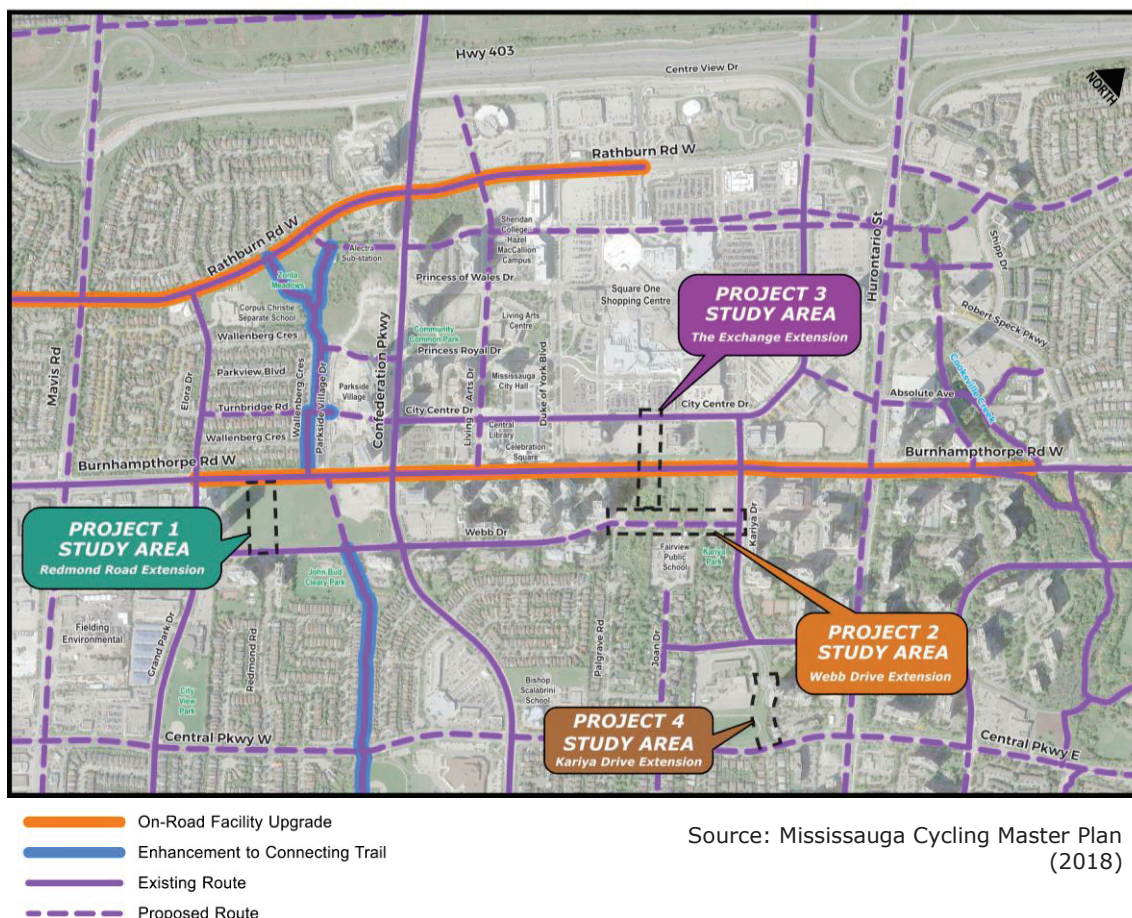 Hwy 403
Centre View Dr
NORTH
Rathburn Rd W
Sheridan
College-
Hazel
MacCallion
Campus
Alectra
Sub-station
Hurontario St
Shipp Dr
Rathburn Rd W
Zonta
Meadows
Princess of Wales Dr
Square One
Shopping Centre
PROJECT 3
STUDY AREA
The Exchange Extension
Robert Speck Pkwy
Corpus Christie
Separate School
Wallenberg Cres
Confederation Pkwy
Community
Common Park
Living Arts
Centre
Mavis Rd
Elora Dr
Parkview Blvd
Wallenberg Cres
Parkside Village Dr
Princess Royal Dr
Parkside
Village
Living Arts Dr
Mississauga
City Hall
Duke of York Blvd
Cooksville Creek
Absolute Ave
Turnbridge Rd
City Centre Dr
City Centre Dr
Wallenberg Cres
Central
Library
Celebration
Square
Burnhampthorpe Rd W
Burnhampthorpe Rd W
PROJECT 1
STUDY AREA
Redmond Road Extension
Webb Dr
Kariya Dr
Fairview
Public
School
Kariya
Park
John Bud
Cleary Park
Fielding
Environmental
Grand Park Dr
Redmond Rd
Palgrave Rd
Joan Dr
PROJECT 2
STUDY AREA
Webb Drive Extension
City
View
Park
Bishop
Scalabrini
School
PROJECT 4
STUDY AREA
Kariya Drive Extension
Central Pkwy W
Central Pkwy E
On-Road Facility Upgrade
Enhancement to Connecting Trail
Existing Route
Proposed Route
Source: Mississauga Cycling Master Plan
(2018)